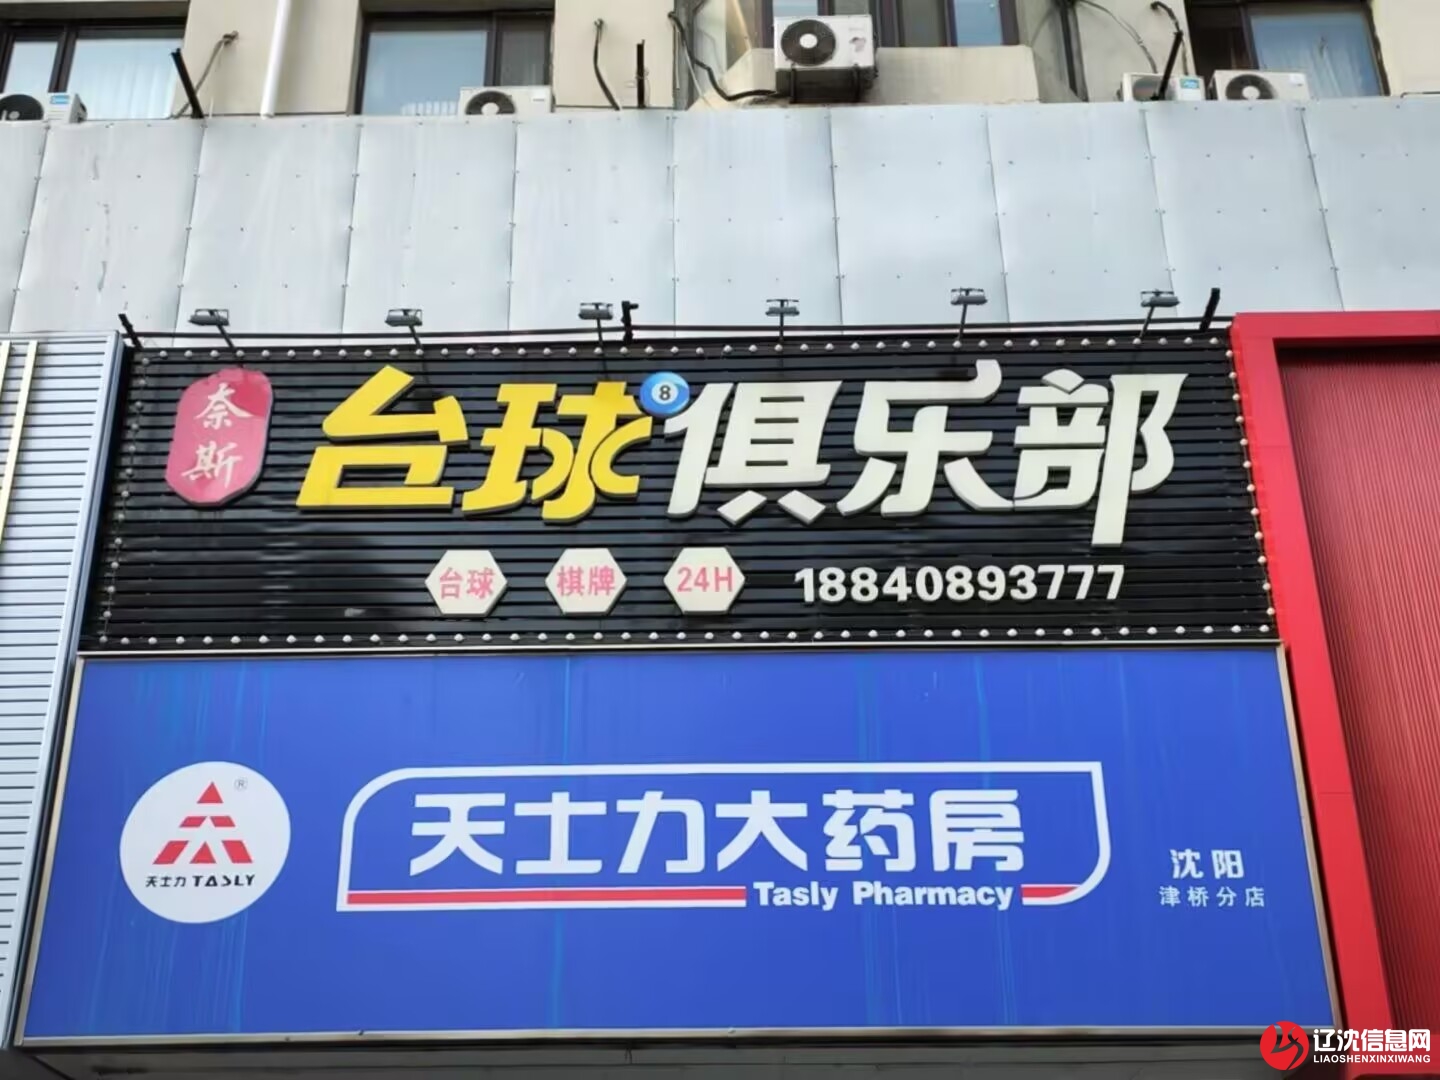 奈斯
台球俱乐部
8
台球 棋牌 24H 18840893777
天士力 TASLY
®
天士力大药房
Tasly Pharmacy
沈阳
津桥分店
辽沈信息网
LIAOSHENXINXIWANG